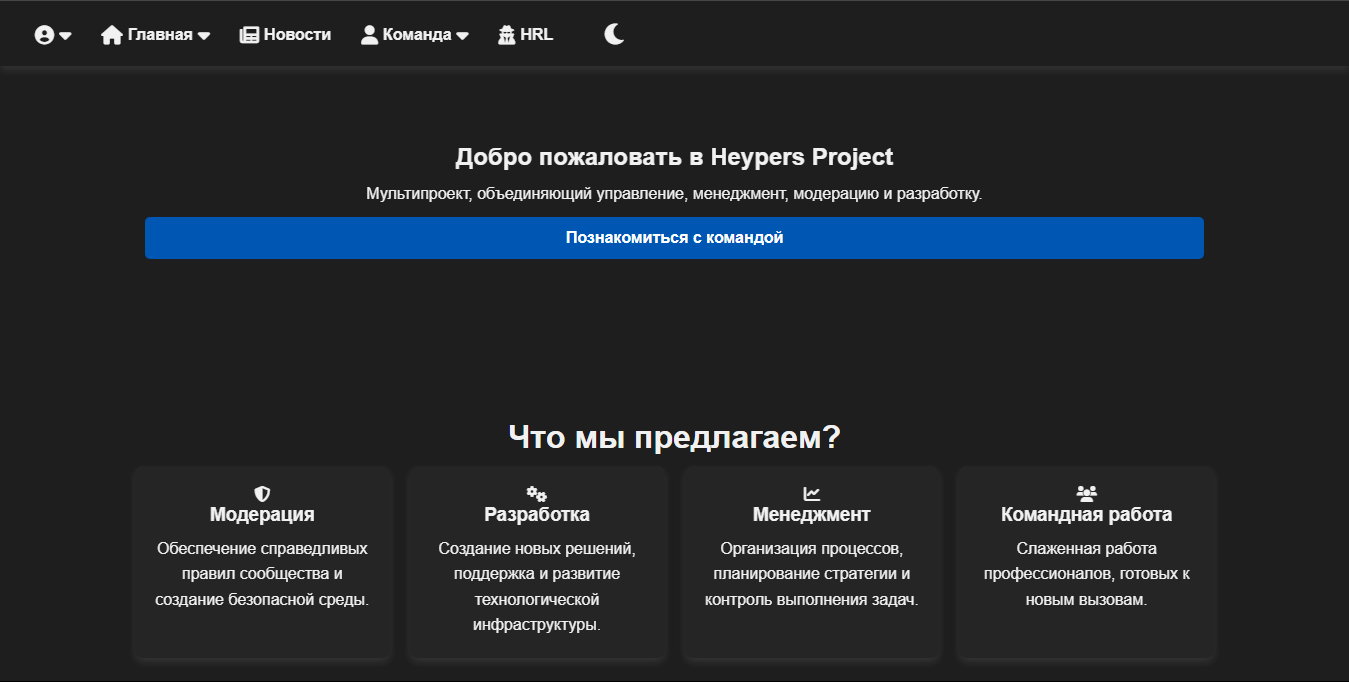 Главная Новости Команда HRL
Добро пожаловать в Heypers Project
Мультипроект, объединяющий управление, менеджмент, модерацию и разработку.
Познакомиться с командой
Что мы предлагаем?
Модерация
Обеспечение справедливых
правил сообщества и
создание безопасной среды.
Разработка
Создание новых решений,
поддержка и развитие
технологической
инфраструктуры.
Менеджмент
Организация процессов,
планирование стратегии и
контроль выполнения задач.
Командная работа
Слаженная работа
профессионалов, готовых к
новым вызовам.